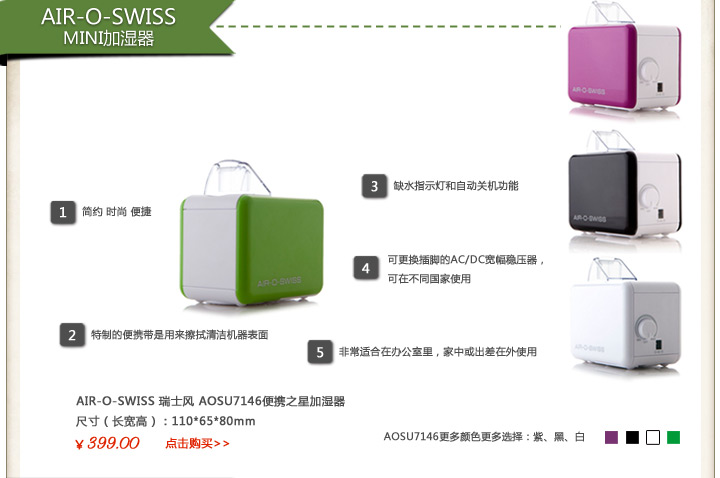 AIR-O-SWISS
MINI加湿器
1 简约 时尚 便捷
2 特制的便携带是用来擦拭清洁机器表面
3 缺水指示灯和自动关机功能
4 可更换插脚的AC/DC宽幅稳压器，
可在不同国家使用
5 非常适合在办公室里，家中或出差在外使用
AIR-O-SWISS
AIR-O-SWISS
AIR-O-SWISS
AIR-O-SWISS
AIR-O-SWISS 瑞士风 AOSU7146便携之星加湿器
尺寸（长宽高）：110*65*80mm
¥ 399.00 点击购买>>
AOSU7146更多颜色更多选择：紫、黑、白